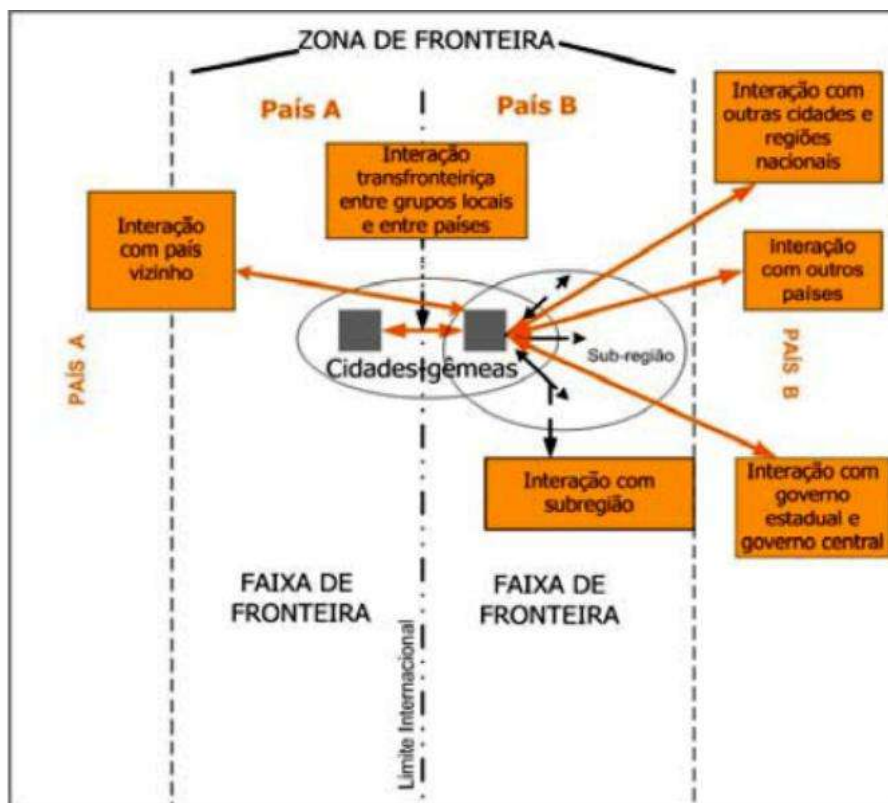 ZONA DE FRONTEIRA
País A
País B
Interação com
outras cidades e
regiões
nacionais
Interação
transfronteiriça
entre grupos locais
e entre países
Interação
com país
vizinho
Interação
com outros
países
PAÍS A
Sub-região
PAÍS B
Cidades-gêmeas
Interação com
subregião
Interação com
governo
estadual e
governo central
FAIXA DE
FRONTEIRA
FAIXA DE
FRONTEIRA
Limite Internacional